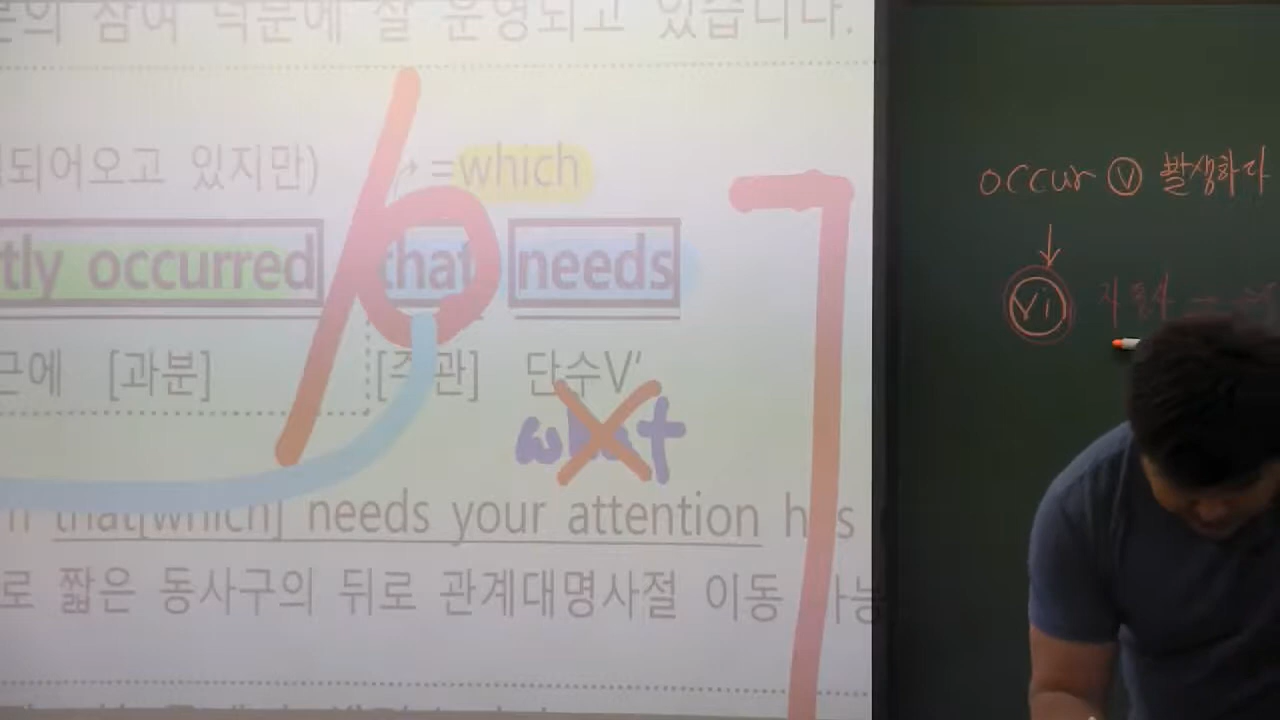 의 참여 덕분에 잘 운영되고 있습니다.
되어오고 있지만) =which
tly occurred that needs
근에 [과분] [주관] 단수V'
what
that[which] needs your attention has
로 짧은 동사구의 뒤로 관계대명사절 이동 가능
occur ⓥ 발생하다
vi 자동사